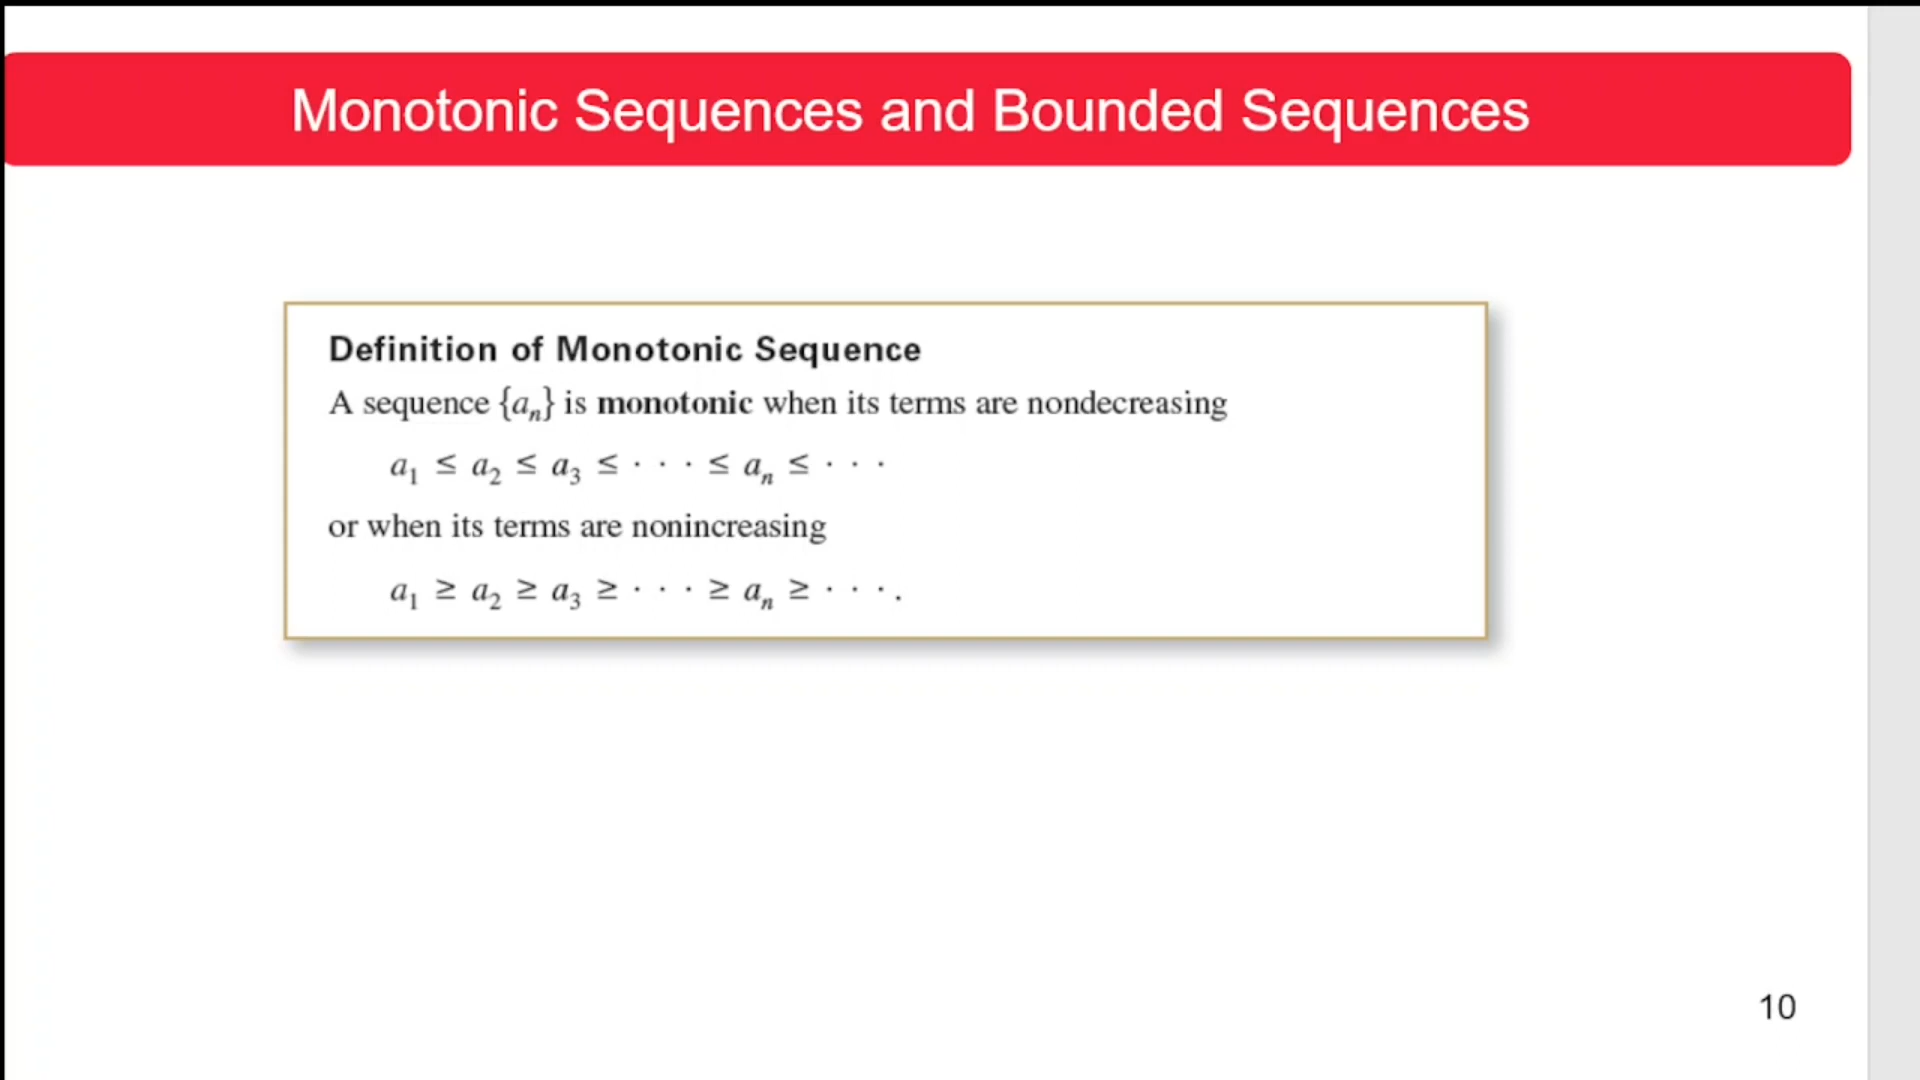 Monotonic Sequences and Bounded Sequences
Definition of Monotonic Sequence
A sequence {aₙ} is monotonic when its terms are nondecreasing
a₁ ≤ a₂ ≤ a₃ ≤ · · · ≤ aₙ ≤ · · ·
or when its terms are nonincreasing
a₁ ≥ a₂ ≥ a₃ ≥ · · · ≥ aₙ ≥ · · · .
10